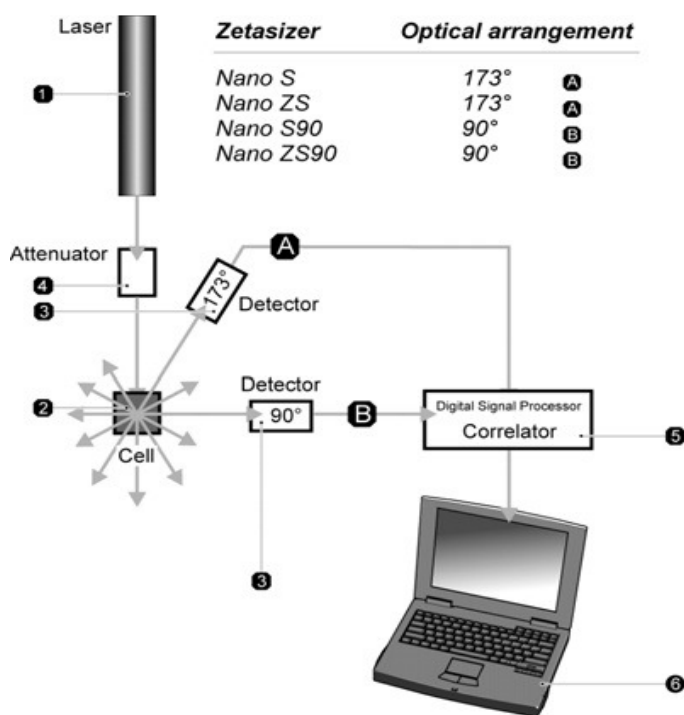 Laser
Zetasizer Optical arrangement
1
Nano S 173° A
Nano ZS 173° A
Nano S90 90° B
Nano ZS90 90° B
A
Attenuator
4
173°
3
Detector
Detector
2
90°
B
Digital Signal Processor
Correlator
5
Cell
3
6